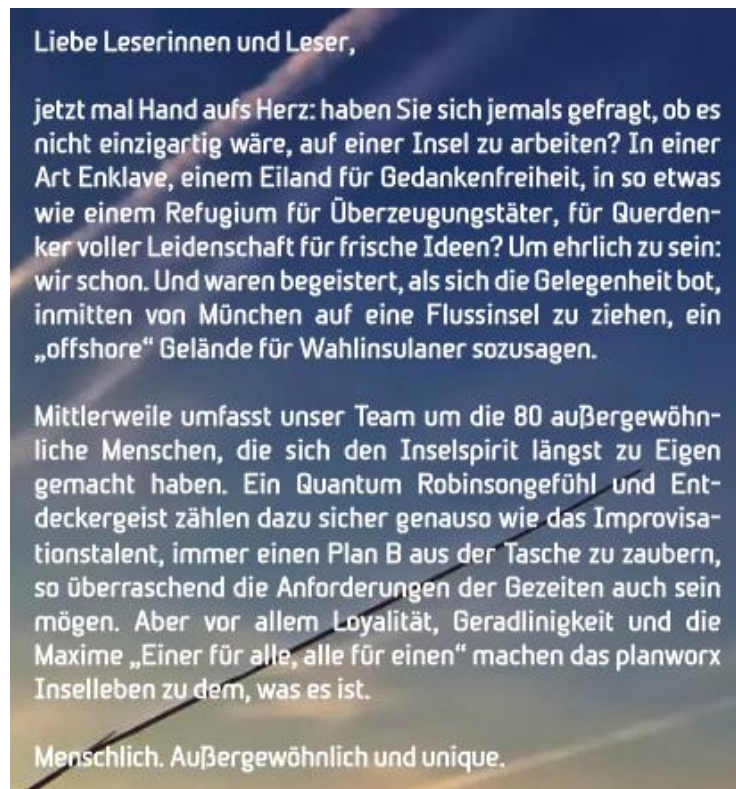 Liebe Leserinnen und Leser,
jetzt mal Hand aufs Herz: haben Sie sich jemals gefragt, ob es
nicht einzigartig wäre, auf einer Insel zu arbeiten? In einer
Art Enklave, einem Eiland für Gedankenfreiheit, in so etwas
wie einem Refugium für Überzeugungstäter, für Querden-
ker voller Leidenschaft für frische Ideen? Um ehrlich zu sein:
wir schon. Und waren begeistert, als sich die Gelegenheit bot,
inmitten von München auf eine Flussinsel zu ziehen, ein
„offshore“ Gelände für Wahlinsulaner sozusagen.
Mittlerweile umfasst unser Team um die 80 außergewöhn-
liche Menschen, die sich den Inselspirit längst zu Eigen
gemacht haben. Ein Quantum Robinsongefühl und Ent-
deckergeist zählen dazu sicher genauso wie das Improvisa-
tionstalent, immer einen Plan B aus der Tasche zu zaubern,
so überraschend die Anforderungen der Gezeiten auch sein
mögen. Aber vor allem Loyalität, Geradlinigkeit und die
Maxime „Einer für alle, alle für einen“ machen das planworx
Inselleben zu dem, was es ist.
Menschlich. Außergewöhnlich und unique.